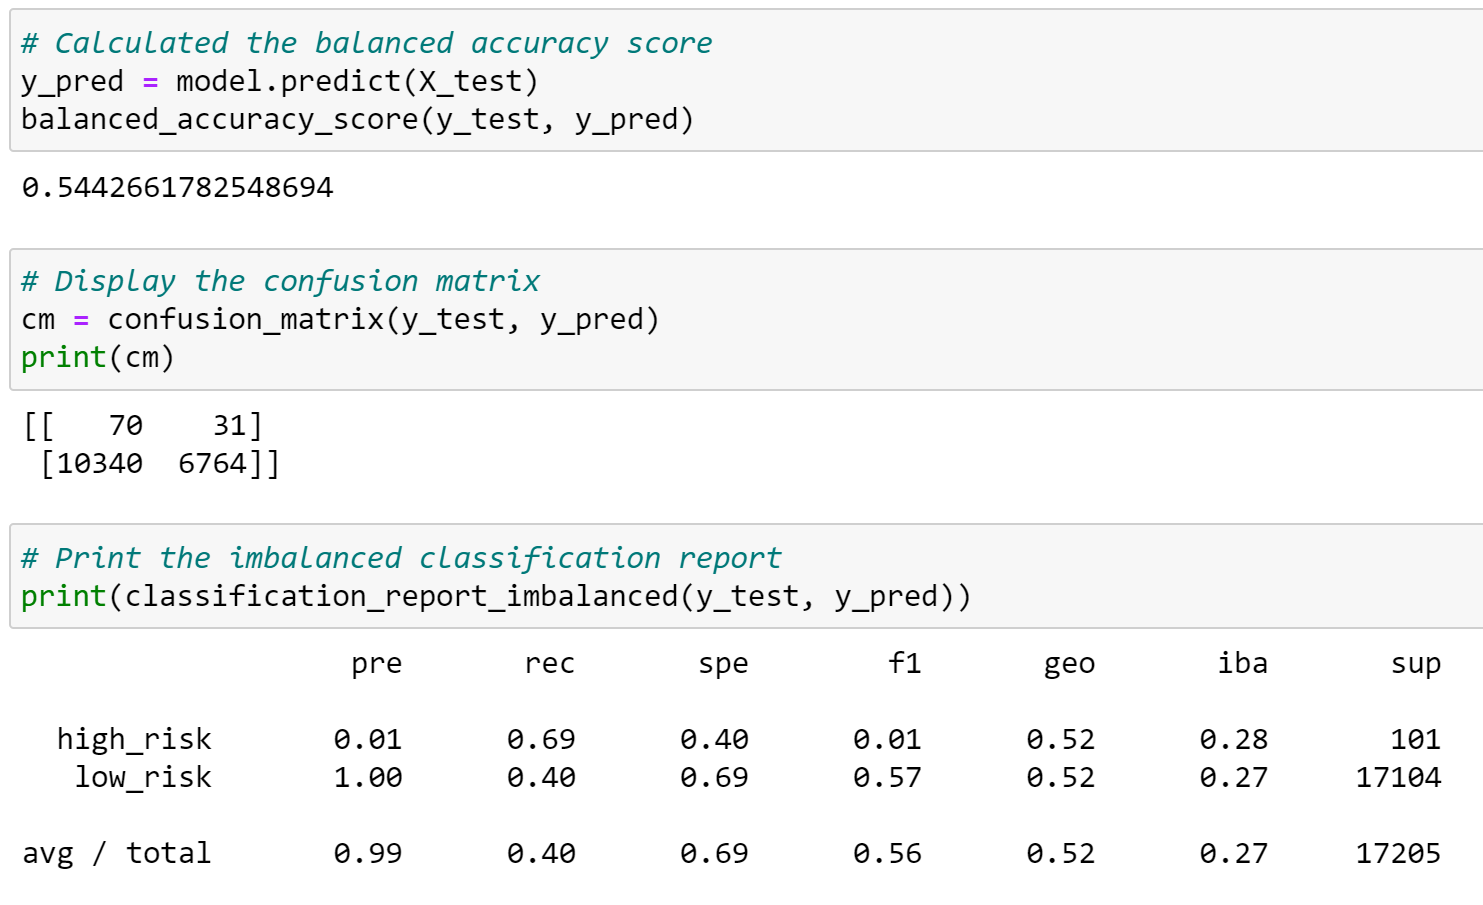 # Calculated the balanced accuracy score
y_pred = model.predict(X_test)
balanced_accuracy_score(y_test, y_pred)
0.5442661782548694
# Display the confusion matrix
cm = confusion_matrix(y_test, y_pred)
print(cm)
[[   70    31]
 [10340  6764]]
# Print the imbalanced classification report
print(classification_report_imbalanced(y_test, y_pred))
                   pre       rec       spe        f1       geo       iba       sup
  high_risk       0.01      0.69      0.40      0.01      0.52      0.28       101
   low_risk       1.00      0.40      0.69      0.57      0.52      0.27     17104
avg / total       0.99      0.40      0.69      0.56      0.52      0.27     17205